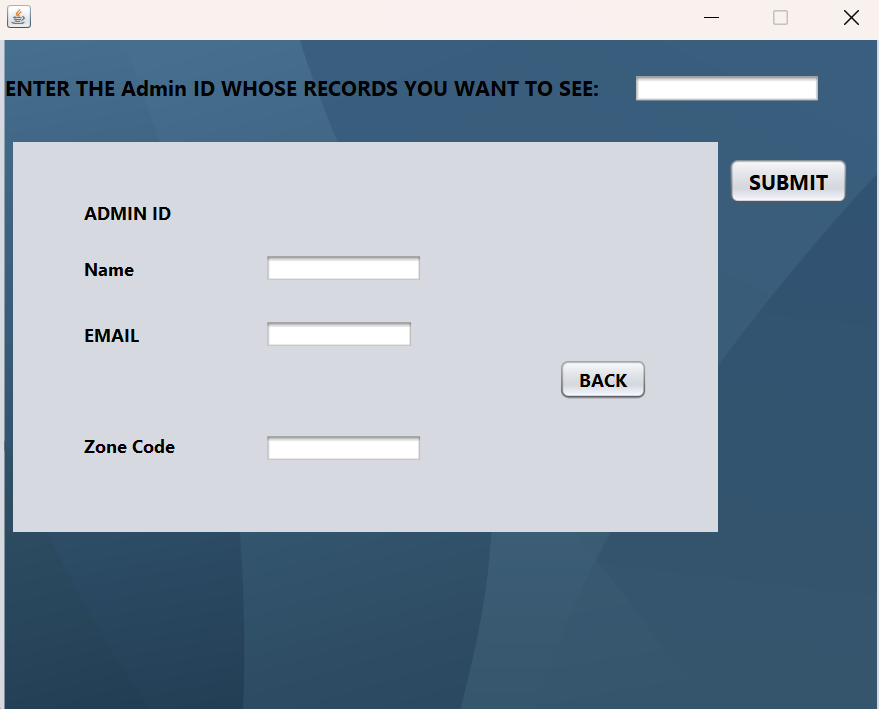 ENTER THE Admin ID WHOSE RECORDS YOU WANT TO SEE:
SUBMIT
ADMIN ID
Name
EMAIL
BACK
Zone Code